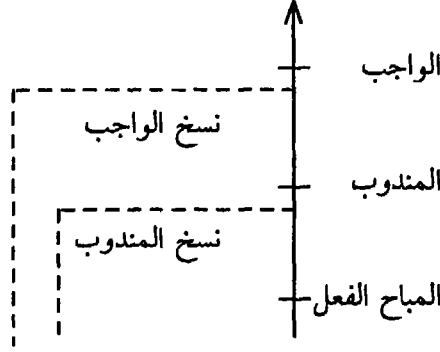 الواجب
نسخ الواجب
المندوب
نسخ المندوب
المباح الفعل